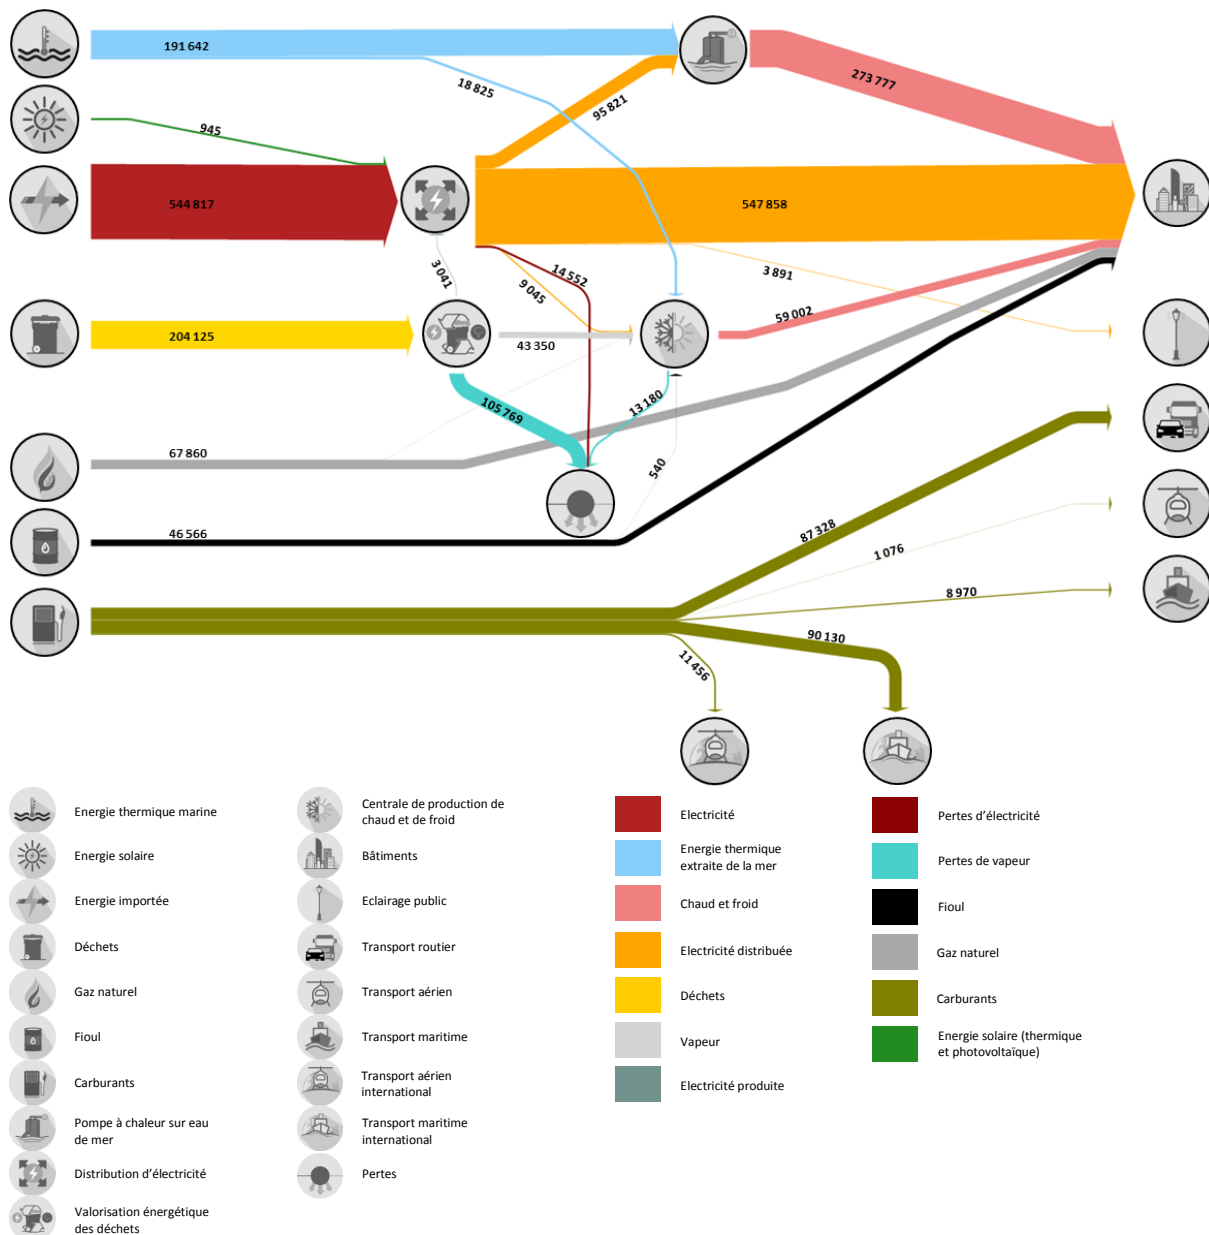 191 642
18 825
95 821
273 777
945
544 817
547 858
3 041
14 552
9 045
3 891
204 125
43 350
59 002
105 769
13 180
67 860
540
46 566
87 328
1 076
8 970
90 130
11 456
Energie thermique marine
Energie solaire
Energie importée
Déchets
Gaz naturel
Fioul
Carburants
Pompe à chaleur sur eau
de mer
Distribution d’électricité
Valorisation énergétique
des déchets
Centrale de production de
chaud et de froid
Bâtiments
Eclairage public
Transport routier
Transport aérien
Transport maritime
Transport aérien
international
Transport maritime
international
Pertes
Electricité
Energie thermique
extraite de la mer
Chaud et froid
Electricité distribuée
Déchets
Vapeur
Electricité produite
Pertes d’électricité
Pertes de vapeur
Fioul
Gaz naturel
Carburants
Energie solaire (thermique
et photovoltaïque)